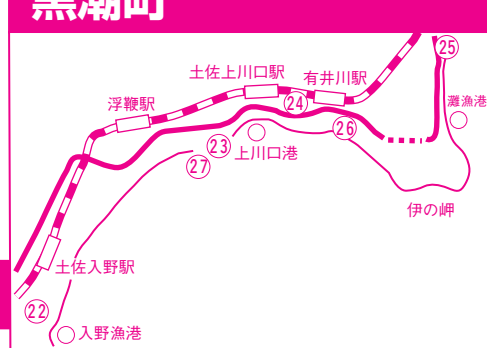 黒潮町
㉕
土佐上川口駅
有井川駅
灘漁港
浮鞭駅
㉔
㉓
上川口港
㉖
㉗
伊の岬
土佐入野駅
㉒
入野漁港